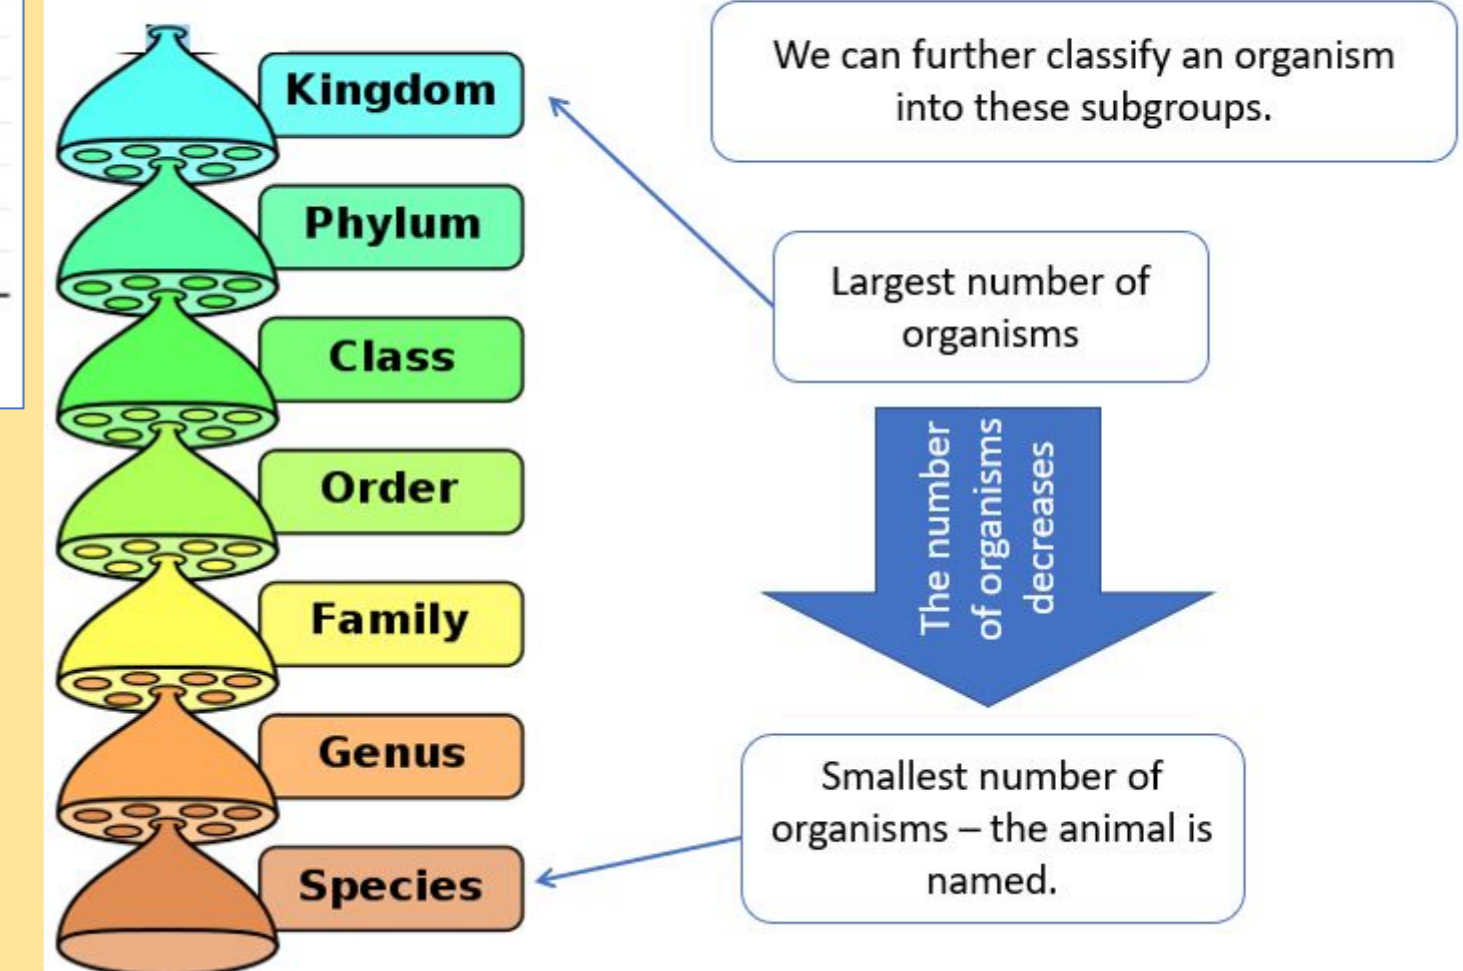 Kingdom
Phylum
Class
Order
Family
Genus
Species
We can further classify an organism
into these subgroups.
Largest number of
organisms
The number
of organisms
decreases
Smallest number of
organisms – the animal is
named.